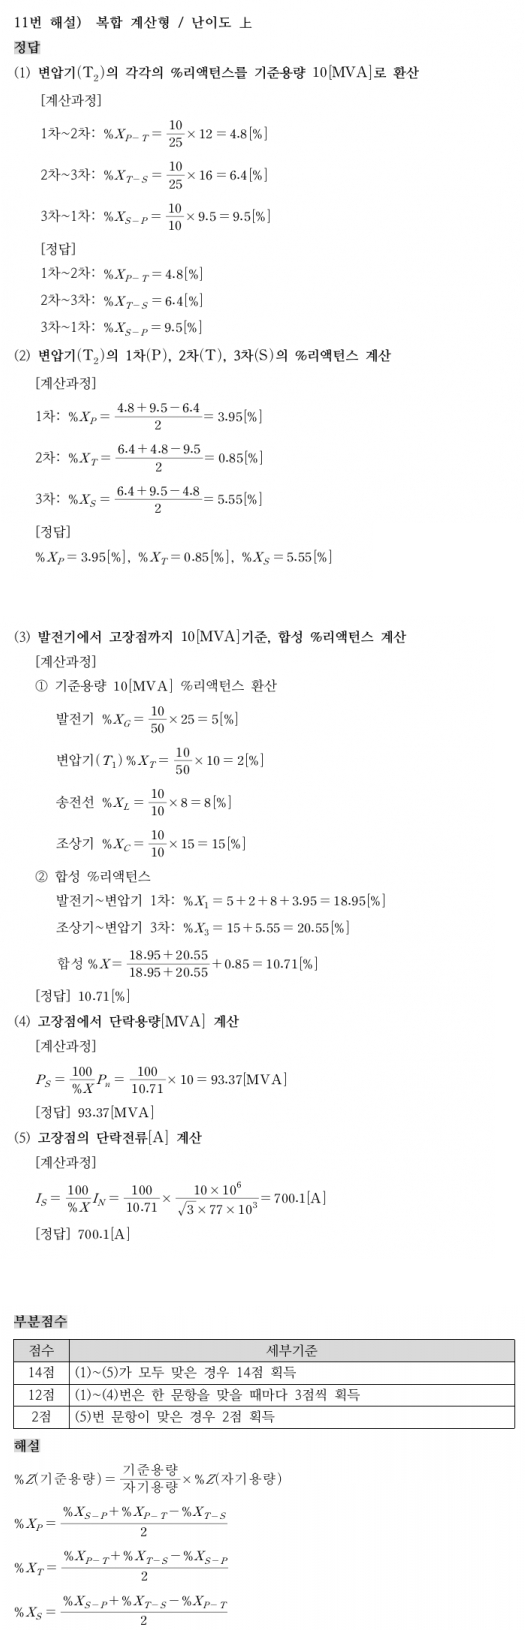 11번 해설) 복합 계산형 / 난이도 上
정답
(1) 변압기(T₂)의 각각의 %리액턴스를 기준용량 10[MVA]로 환산
[계산과정]
1차~2차: %X_{P-T} = \frac{10}{25} × 12 = 4.8[%]
2차~3차: %X_{T-S} = \frac{10}{25} × 16 = 6.4[%]
3차~1차: %X_{S-P} = \frac{10}{10} × 9.5 = 9.5[%]
[정답]
1차~2차: %X_{P-T} = 4.8[%]
2차~3차: %X_{T-S} = 6.4[%]
3차~1차: %X_{S-P} = 9.5[%]
(2) 변압기(T₂)의 1차(P), 2차(T), 3차(S)의 %리액턴스 계산
[계산과정]
1차: %X_P = \frac{4.8+9.5-6.4}{2} = 3.95[%]
2차: %X_T = \frac{6.4+4.8-9.5}{2} = 0.85[%]
3차: %X_S = \frac{6.4+9.5-4.8}{2} = 5.55[%]
[정답]
%X_P = 3.95[%], %X_T = 0.85[%], %X_S = 5.55[%]
(3) 발전기에서 고장점까지 10[MVA]기준, 합성 %리액턴스 계산
[계산과정]
① 기준용량 10[MVA] %리액턴스 환산
발전기 %X_G = \frac{10}{50} × 25 = 5[%]
변압기(T₁) %X_T = \frac{10}{50} × 10 = 2[%]
송전선 %X_L = \frac{10}{10} × 8 = 8[%]
조상기 %X_C = \frac{10}{10} × 15 = 15[%]
② 합성 %리액턴스
발전기~변압기 1차: %X₁ = 5+2+8+3.95 = 18.95[%]
조상기~변압기 3차: %X₃ = 15+5.55 = 20.55[%]
합성 %X = \frac{18.95+20.55}{18.95+20.55} + 0.85 = 10.71[%]
[정답] 10.71[%]
(4) 고장점에서 단락용량[MVA] 계산
[계산과정]
P_S = \frac{100}{%X} P_n = \frac{100}{10.71} × 10 = 93.37[MVA]
[정답] 93.37[MVA]
(5) 고장점의 단락전류[A] 계산
[계산과정]
I_S = \frac{100}{%X} I_N = \frac{100}{10.71} × \frac{10×10⁶}{√3×77×10³} = 700.1[A]
[정답] 700.1[A]
부분점수
점수 세부기준
14점 (1)~(5)가 모두 맞은 경우 14점 획득
12점 (1)~(4)번은 한 문항을 맞을 때마다 3점씩 획득
2점 (5)번 문항이 맞은 경우 2점 획득
해설
%Z(기준용량) = \frac{기준용량}{자기용량} × %Z(자기용량)
%X_P = \frac{%X_{S-P} + %X_{P-T} - %X_{T-S}}{2}
%X_T = \frac{%X_{P-T} + %X_{T-S} - %X_{S-P}}{2}
%X_S = \frac{%X_{S-P} + %X_{T-S} - %X_{P-T}}{2}